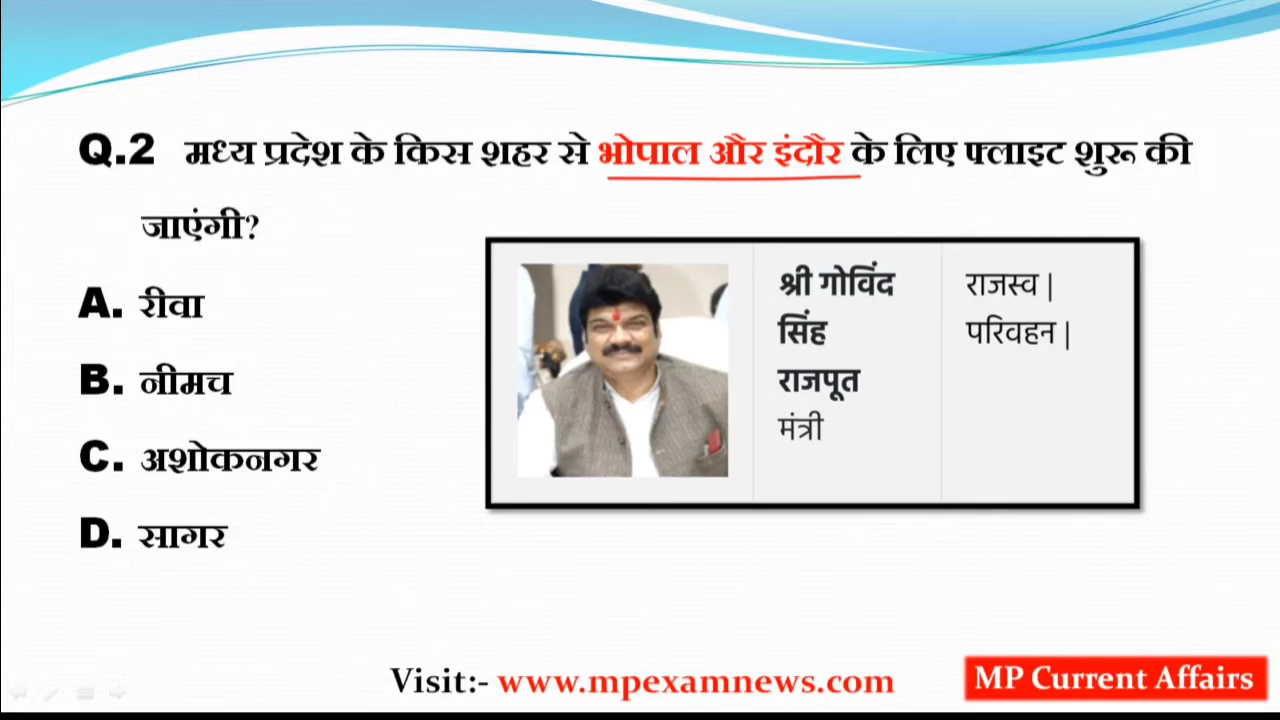 Q.2 मध्य प्रदेश के किस शहर से भोपाल और इंदौर के लिए फ्लाइट शुरू की
जाएंगी?
A. रीवा
B. नीमच
C. अशोकनगर
D. सागर
श्री गोविंद
सिंह
राजपूत
मंत्री
राजस्व |
परिवहन |
Visit:- www.mpexamnews.com
MP Current Affairs